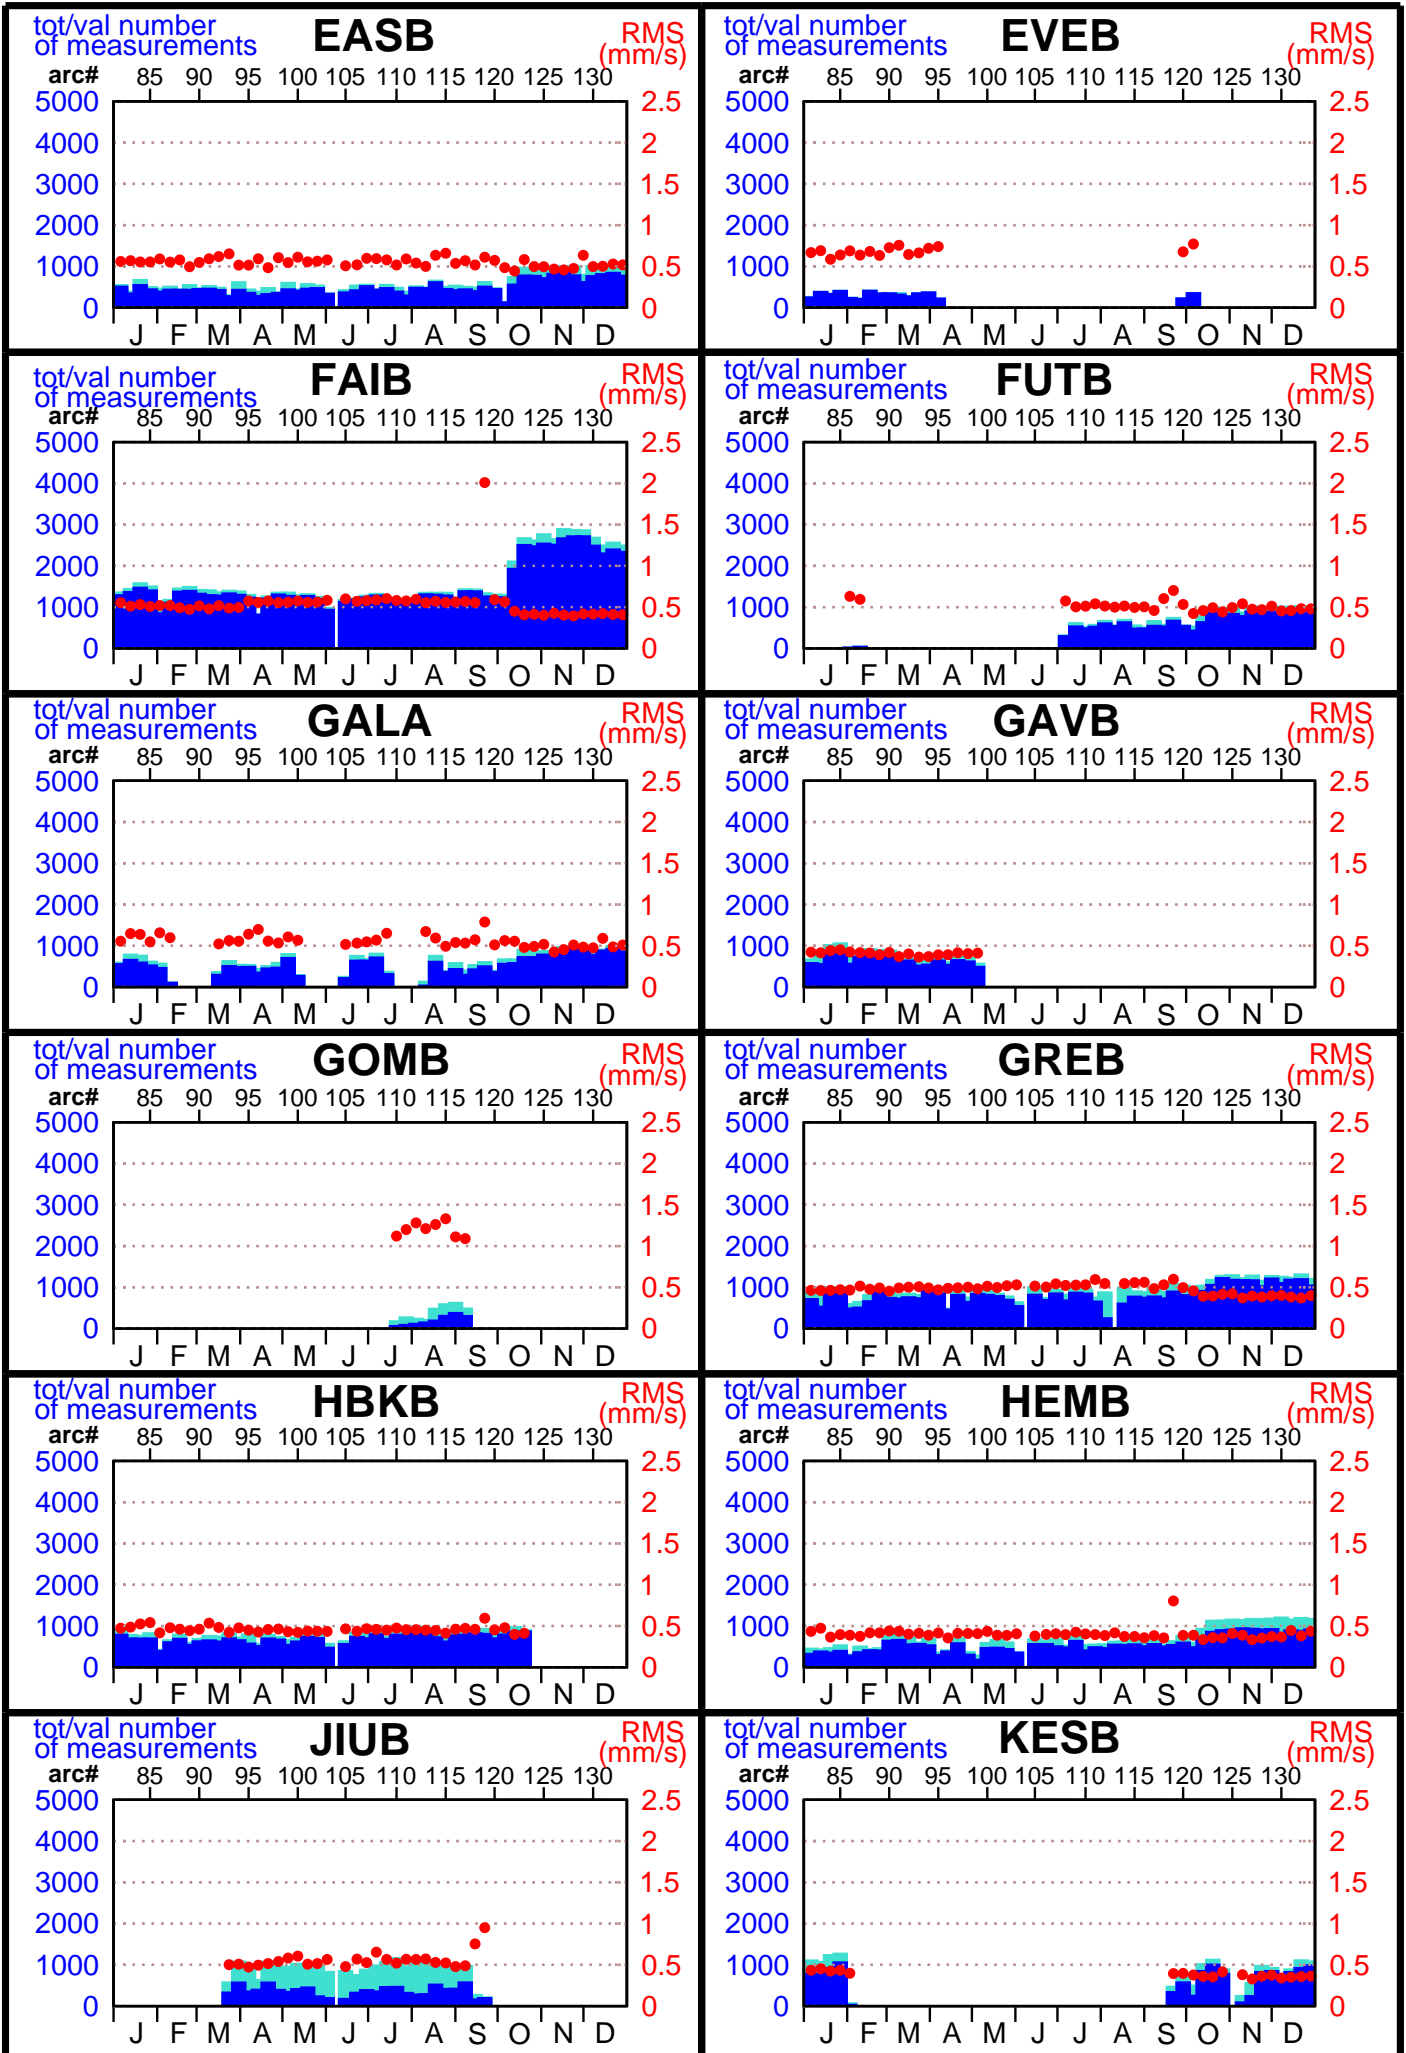 tot/val number
of measurements
EASB
RMS
(mm/s)
arc# 85 90 95 100 105 110 115 120 125 130
5000 2.5
4000 2
3000 1.5
2000 1
1000 0.5
0 0
J F M A M J J A S O N D
tot/val number
of measurements
EVEB
RMS
(mm/s)
arc# 85 90 95 100 105 110 115 120 125 130
5000 2.5
4000 2
3000 1.5
2000 1
1000 0.5
0 0
J F M A M J J A S O N D
tot/val number
of measurements
FAIB
RMS
(mm/s)
arc# 85 90 95 100 105 110 115 120 125 130
5000 2.5
4000 2
3000 1.5
2000 1
1000 0.5
0 0
J F M A M J J A S O N D
tot/val number
of measurements
FUTB
RMS
(mm/s)
arc# 85 90 95 100 105 110 115 120 125 130
5000 2.5
4000 2
3000 1.5
2000 1
1000 0.5
0 0
J F M A M J J A S O N D
tot/val number
of measurements
GALA
RMS
(mm/s)
arc# 85 90 95 100 105 110 115 120 125 130
5000 2.5
4000 2
3000 1.5
2000 1
1000 0.5
0 0
J F M A M J J A S O N D
tot/val number
of measurements
GAVB
RMS
(mm/s)
arc# 85 90 95 100 105 110 115 120 125 130
5000 2.5
4000 2
3000 1.5
2000 1
1000 0.5
0 0
J F M A M J J A S O N D
tot/val number
of measurements
GOMB
RMS
(mm/s)
arc# 85 90 95 100 105 110 115 120 125 130
5000 2.5
4000 2
3000 1.5
2000 1
1000 0.5
0 0
J F M A M J J A S O N D
tot/val number
of measurements
GREB
RMS
(mm/s)
arc# 85 90 95 100 105 110 115 120 125 130
5000 2.5
4000 2
3000 1.5
2000 1
1000 0.5
0 0
J F M A M J J A S O N D
tot/val number
of measurements
HBKB
RMS
(mm/s)
arc# 85 90 95 100 105 110 115 120 125 130
5000 2.5
4000 2
3000 1.5
2000 1
1000 0.5
0 0
J F M A M J J A S O N D
tot/val number
of measurements
HEMB
RMS
(mm/s)
arc# 85 90 95 100 105 110 115 120 125 130
5000 2.5
4000 2
3000 1.5
2000 1
1000 0.5
0 0
J F M A M J J A S O N D
tot/val number
of measurements
JIUB
RMS
(mm/s)
arc# 85 90 95 100 105 110 115 120 125 130
5000 2.5
4000 2
3000 1.5
2000 1
1000 0.5
0 0
J F M A M J J A S O N D
tot/val number
of measurements
KESB
RMS
(mm/s)
arc# 85 90 95 100 105 110 115 120 125 130
5000 2.5
4000 2
3000 1.5
2000 1
1000 0.5
0 0
J F M A M J J A S O N D